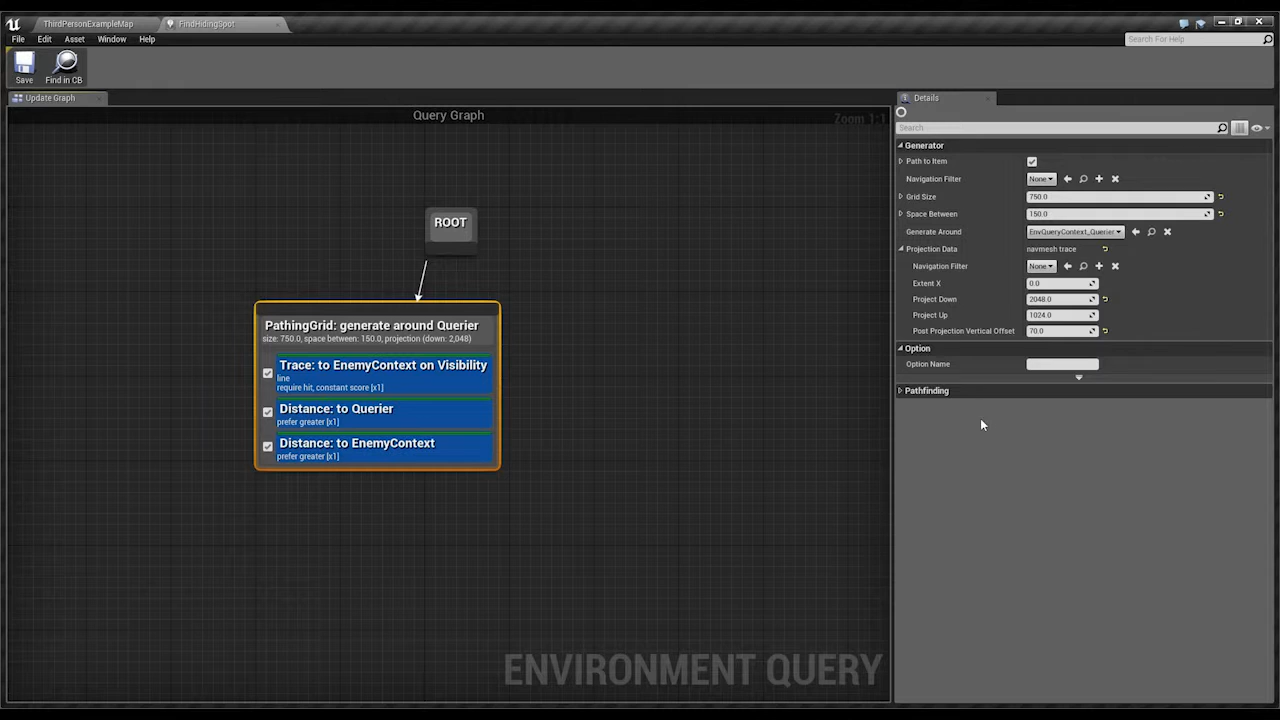 ThirdPersonExampleMap
FindHidingSpot
File Edit Asset Window Help
Search For Help
Save
Find in CB
Update Graph
Query Graph
Zoom 1:1
ROOT
PathingGrid: generate around Querier
size: 750.0, space between: 150.0, projection (down: 2,048)
Trace: to EnemyContext on Visibility
line
require hit, constant score [x1]
Distance: to Querier
prefer greater [x1]
Distance: to EnemyContext
prefer greater [x1]
ENVIRONMENT QUERY
Details
Search
Generator
Path to Item
Navigation Filter None
Grid Size 750.0
Space Between 150.0
Generate Around EnvQueryContext_Querier
Projection Data navmesh trace
Navigation Filter None
Extent X 0.0
Project Down 2048.0
Project Up 1024.0
Post Projection Vertical Offset 70.0
Option
Option Name
Pathfinding